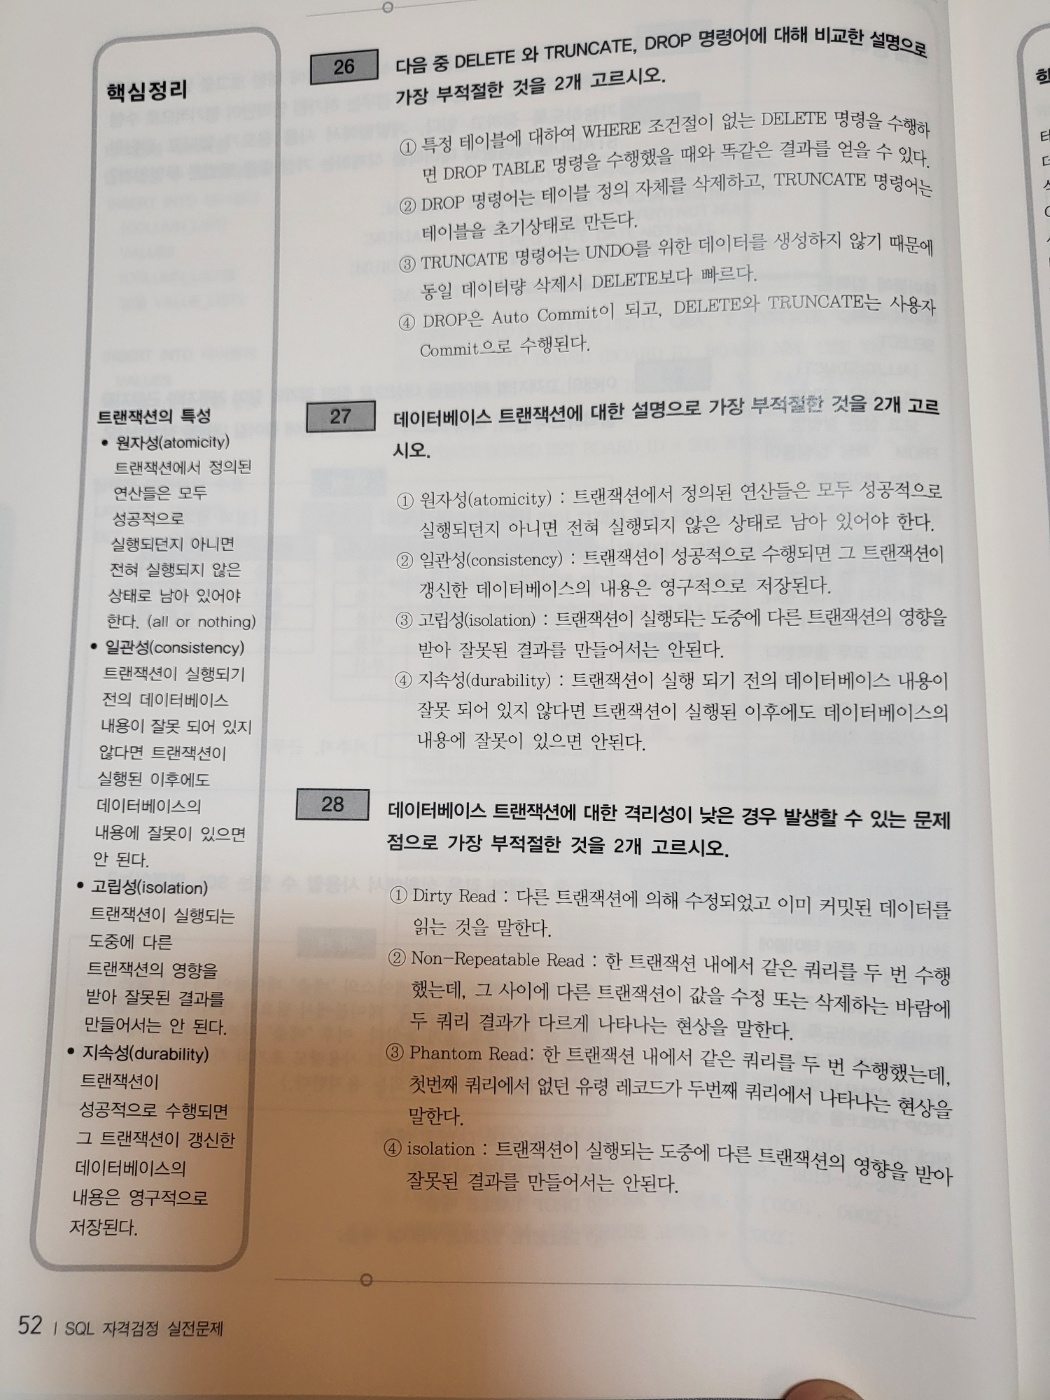 핵심정리
트랜잭션의 특성
• 원자성(atomicity)
트랜잭션에서 정의된
연산들은 모두
성공적으로
실행되던지 아니면
전혀 실행되지 않은
상태로 남아 있어야
한다. (all or nothing)
• 일관성(consistency)
트랜잭션이 실행되기
전의 데이터베이스
내용이 잘못 되어 있지
않다면 트랜잭션이
실행된 이후에도
데이터베이스의
내용에 잘못이 있으면
안 된다.
• 고립성(isolation)
트랜잭션이 실행되는
도중에 다른
트랜잭션의 영향을
받아 잘못된 결과를
만들어서는 안 된다.
• 지속성(durability)
트랜잭션이
성공적으로 수행되면
그 트랜잭션이 갱신한
데이터베이스의
내용은 영구적으로
저장된다.
26 다음 중 DELETE 와 TRUNCATE, DROP 명령어에 대해 비교한 설명으로
가장 부적절한 것을 2개 고르시오.
① 특정 테이블에 대하여 WHERE 조건절이 없는 DELETE 명령을 수행하
면 DROP TABLE 명령을 수행했을 때와 똑같은 결과를 얻을 수 있다.
② DROP 명령어는 테이블 정의 자체를 삭제하고, TRUNCATE 명령어는
테이블을 초기상태로 만든다.
③ TRUNCATE 명령어는 UNDO를 위한 데이터를 생성하지 않기 때문에
동일 데이터량 삭제시 DELETE보다 빠르다.
④ DROP은 Auto Commit이 되고, DELETE와 TRUNCATE는 사용자
Commit으로 수행된다.
27 데이터베이스 트랜잭션에 대한 설명으로 가장 부적절한 것을 2개 고르
시오.
① 원자성(atomicity) : 트랜잭션에서 정의된 연산들은 모두 성공적으로
실행되던지 아니면 전혀 실행되지 않은 상태로 남아 있어야 한다.
② 일관성(consistency) : 트랜잭션이 성공적으로 수행되면 그 트랜잭션이
갱신한 데이터베이스의 내용은 영구적으로 저장된다.
③ 고립성(isolation) : 트랜잭션이 실행되는 도중에 다른 트랜잭션의 영향을
받아 잘못된 결과를 만들어서는 안된다.
④ 지속성(durability) : 트랜잭션이 실행 되기 전의 데이터베이스 내용이
잘못 되어 있지 않다면 트랜잭션이 실행된 이후에도 데이터베이스의
내용에 잘못이 있으면 안된다.
28 데이터베이스 트랜잭션에 대한 격리성이 낮은 경우 발생할 수 있는 문제
점으로 가장 부적절한 것을 2개 고르시오.
① Dirty Read : 다른 트랜잭션에 의해 수정되었고 이미 커밋된 데이터를
읽는 것을 말한다.
② Non-Repeatable Read : 한 트랜잭션 내에서 같은 쿼리를 두 번 수행
했는데, 그 사이에 다른 트랜잭션이 값을 수정 또는 삭제하는 바람에
두 쿼리 결과가 다르게 나타나는 현상을 말한다.
③ Phantom Read: 한 트랜잭션 내에서 같은 쿼리를 두 번 수행했는데,
첫번째 쿼리에서 없던 유령 레코드가 두번째 쿼리에서 나타나는 현상을
말한다.
④ isolation : 트랜잭션이 실행되는 도중에 다른 트랜잭션의 영향을 받아
잘못된 결과를 만들어서는 안된다.
52 | SQL 자격검정 실전문제